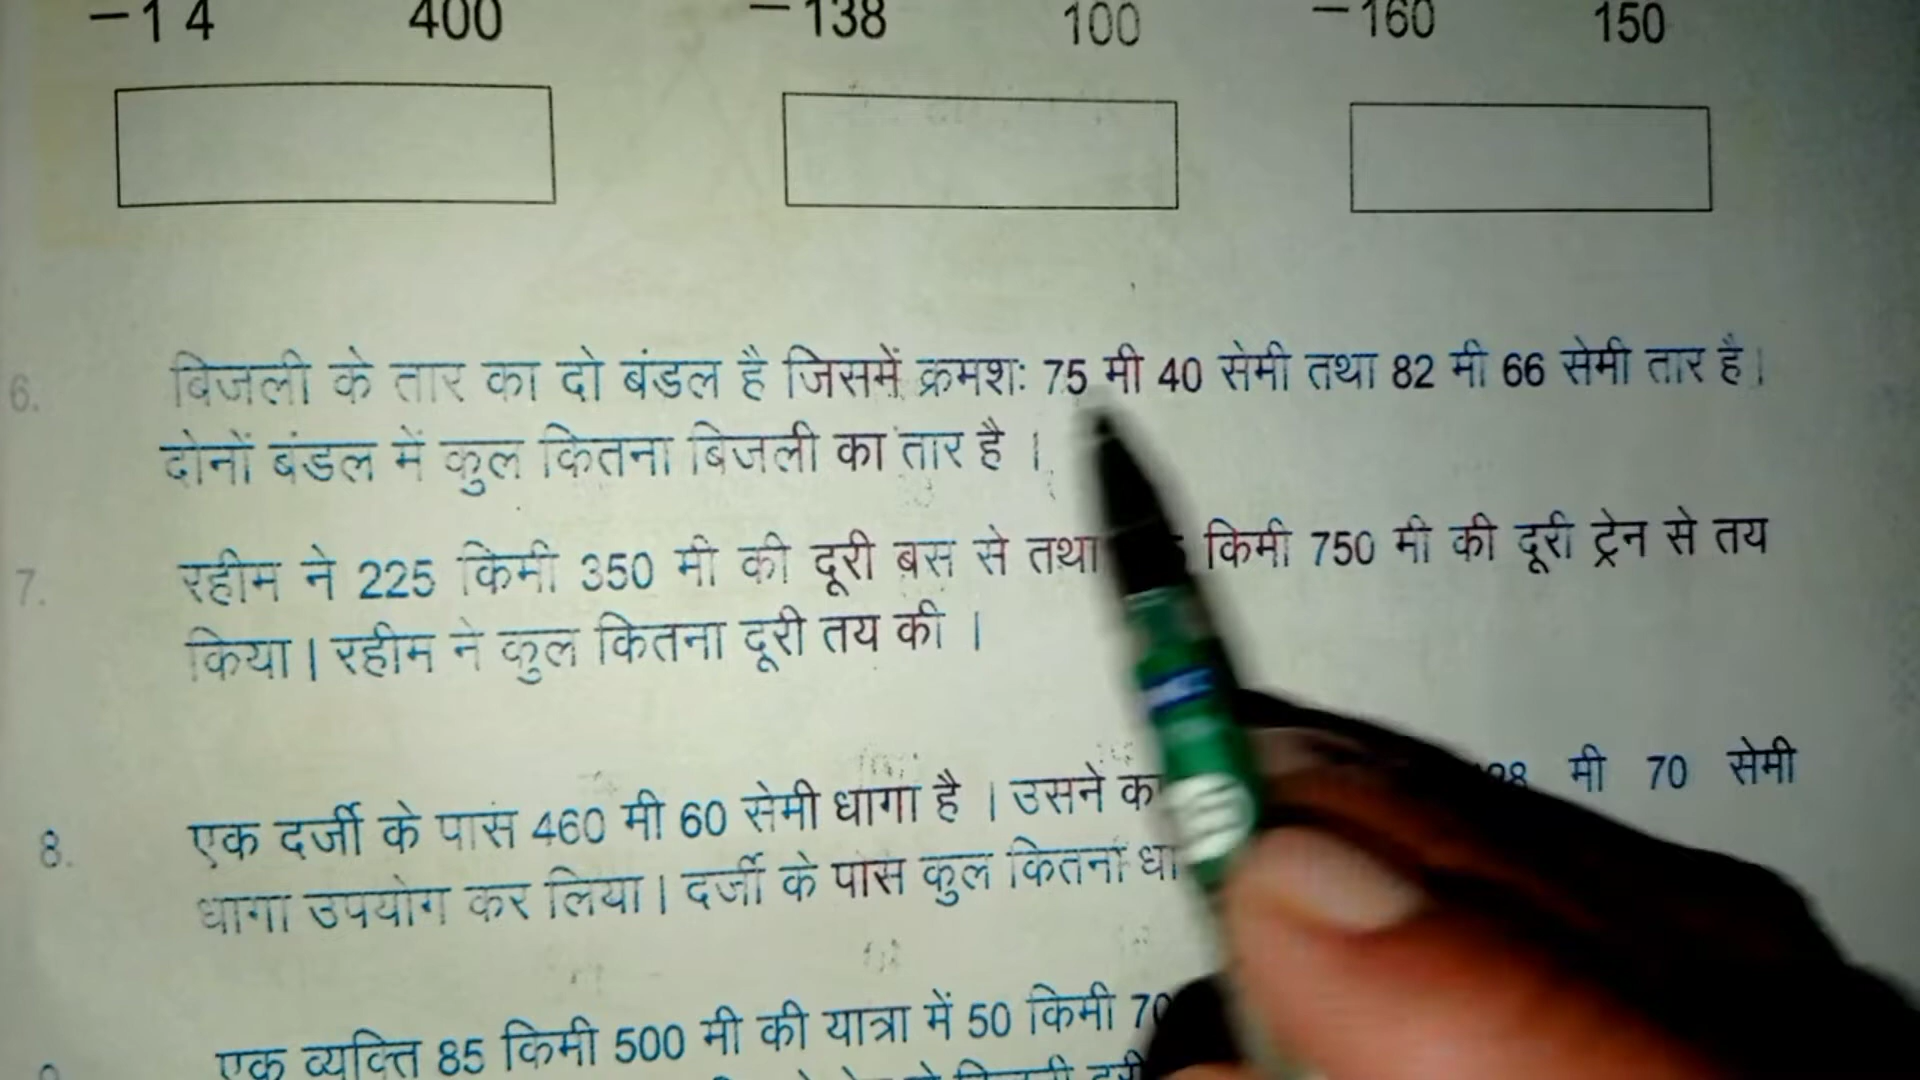 −14 400 −138 100 −160 150
6. बिजली के तार का दो बंडल है जिसमें क्रमशः 75 मी 40 सेमी तथा 82 मी 66 सेमी तार है।
दोनों बंडल में कुल कितना बिजली का तार है ।
7. रहीम ने 225 किमी 350 मी की दूरी बस से तथा किमी 750 मी की दूरी ट्रेन से तय
किया। रहीम ने कुल कितना दूरी तय की ।
8. एक दर्जी के पास 460 मी 60 सेमी धागा है । उसने मी 70 सेमी
धागा उपयोग कर लिया। दर्जी के पास कुल कितना
एक व्यक्ति 85 किमी 500 मी की यात्रा में 50 किमी